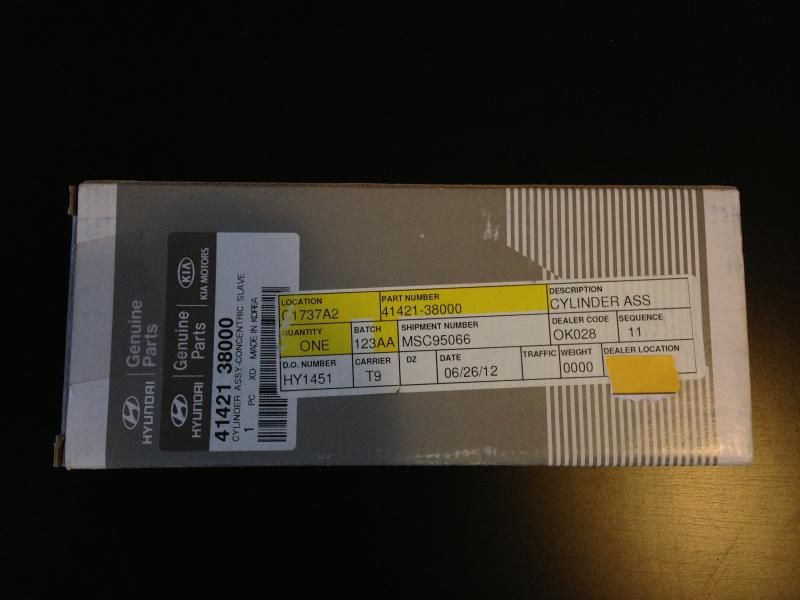 HYUNDAI
Genuine
Parts
HYUNDAI
Genuine
Parts
KIA
KIA MOTORS
41421 38000
CYLINDER ASSY-CONCENTRIC SLAVE
1 PC XD MADE IN KOREA
LOCATION PART NUMBER DESCRIPTION
C1737A2 41421-38000 CYLINDER ASS
QUANTITY BATCH SHIPMENT NUMBER DEALER CODE SEQUENCE
ONE 123AA MSC95066 OK028 11
D.O. NUMBER CARRIER DZ DATE TRAFFIC WEIGHT DEALER LOCATION
HY1451 T9 06/26/12 0000